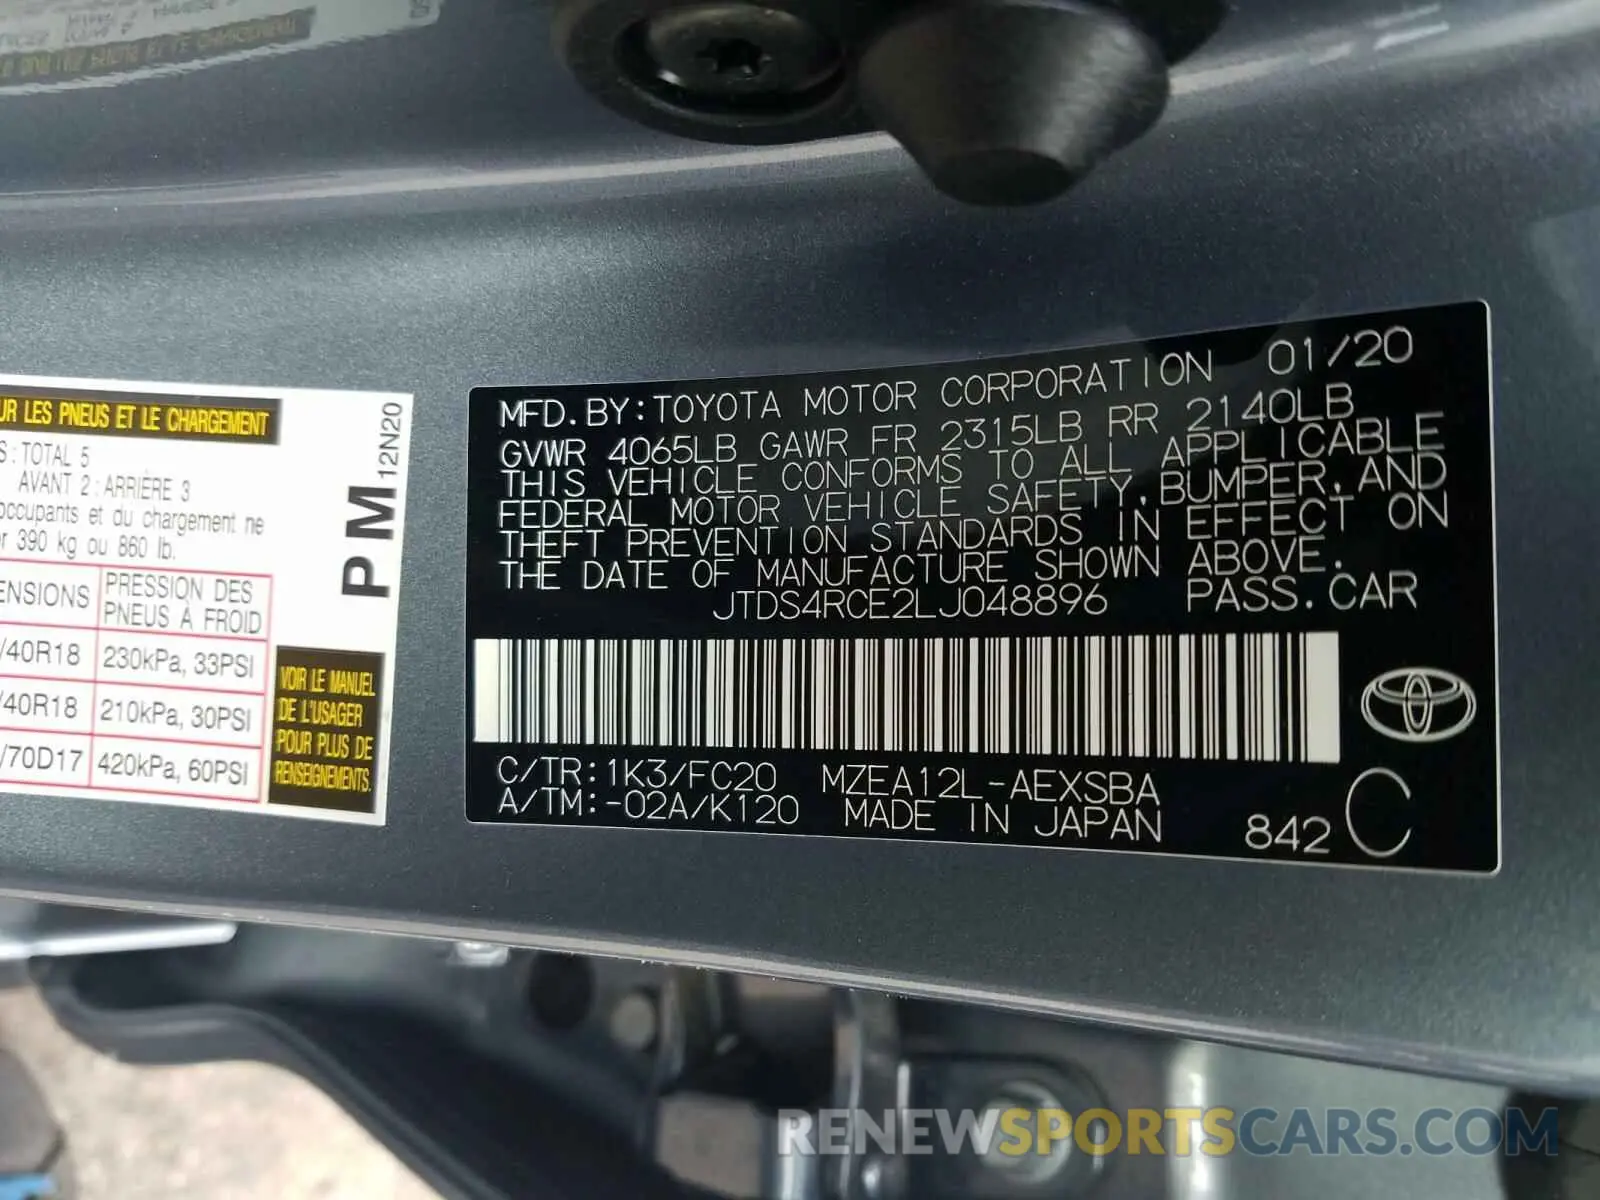 UR LES PNEUS ET LE CHARGEMENT
S : TOTAL 5
AVANT 2 : ARRIÈRE 3
occupants et du chargement ne
er 390 kg ou 860 lb.
ENSIONS PRESSION DES PNEUS À FROID
/40R18 230kPa, 33PSI
/40R18 210kPa, 30PSI
/70D17 420kPa, 60PSI
PM 12N20
VOIR LE MANUEL
DE L'USAGER
POUR PLUS DE
RENSEIGNEMENTS.
MFD. BY: TOYOTA MOTOR CORPORATION 01/20
GVWR 4065LB GAWR FR 2315LB RR 2140LB
THIS VEHICLE CONFORMS TO ALL APPLICABLE
FEDERAL MOTOR VEHICLE SAFETY, BUMPER, AND
THEFT PREVENTION STANDARDS IN EFFECT ON
THE DATE OF MANUFACTURE SHOWN ABOVE.
JTDS4RCE2LJ048896 PASS. CAR
C/TR: 1K3/FC20 MZEA12L-AEXSBA
A/TM: -02A/K120 MADE IN JAPAN 842 C
RENEWSPORTSCARS.COM